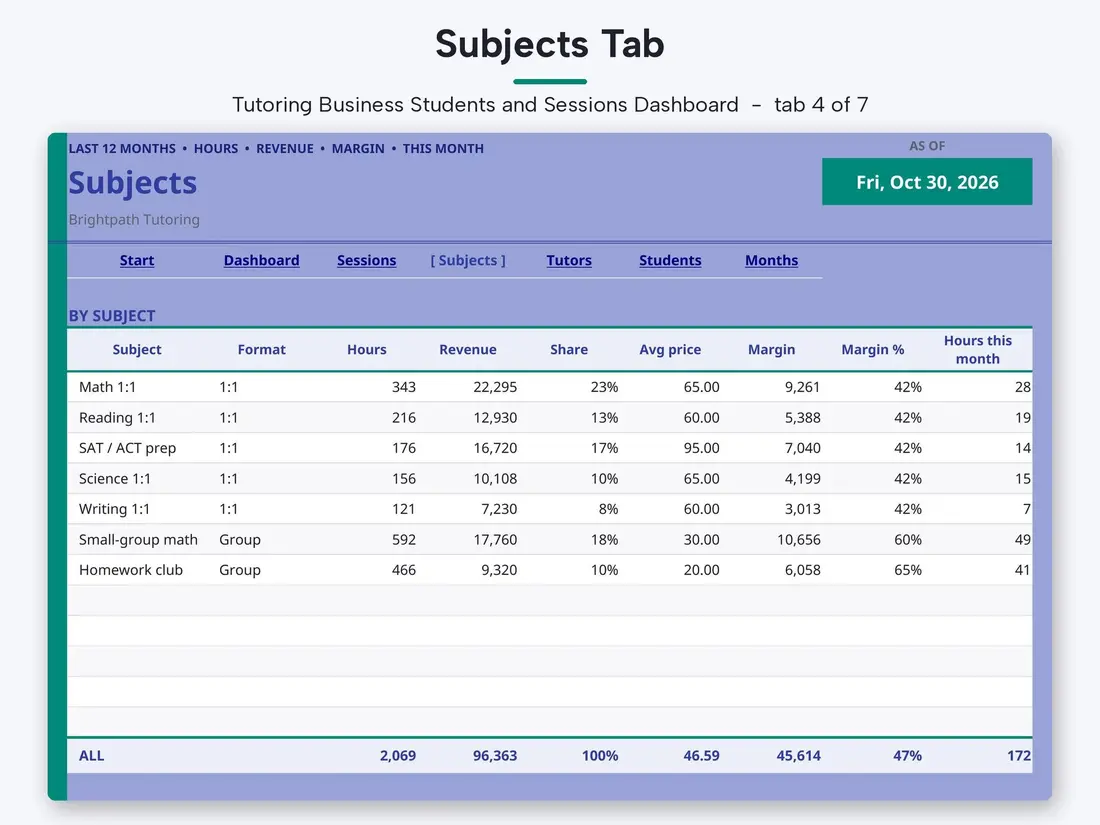 Subjects Tab
Tutoring Business Students and Sessions Dashboard – tab 4 of 7
LAST 12 MONTHS • HOURS • REVENUE • MARGIN • THIS MONTH
AS OF
Subjects
Fri, Oct 30, 2026
Brightpath Tutoring
Start Dashboard Sessions [ Subjects ] Tutors Students Months
BY SUBJECT
Subject Format Hours Revenue Share Avg price Margin Margin % Hours this month
Math 1:1 1:1 343 22,295 23% 65.00 9,261 42% 28
Reading 1:1 1:1 216 12,930 13% 60.00 5,388 42% 19
SAT / ACT prep 1:1 176 16,720 17% 95.00 7,040 42% 14
Science 1:1 1:1 156 10,108 10% 65.00 4,199 42% 15
Writing 1:1 1:1 121 7,230 8% 60.00 3,013 42% 7
Small-group math Group 592 17,760 18% 30.00 10,656 60% 49
Homework club Group 466 9,320 10% 20.00 6,058 65% 41
ALL 2,069 96,363 100% 46.59 45,614 47% 172